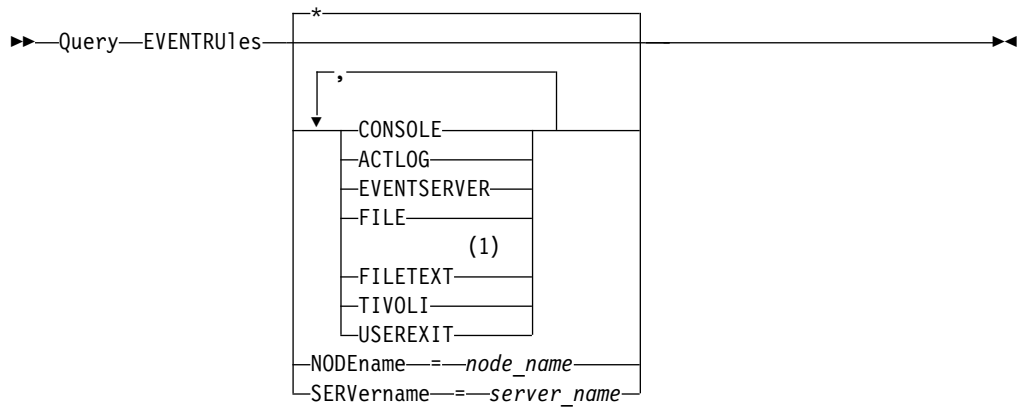 *
Query EVENTRUles
,
CONSOLE
ACTLOG
EVENTSERVER
FILE
(1)
FILETEXT
TIVOLI
USEREXIT
NODEname = node_name
SERVername = server_name